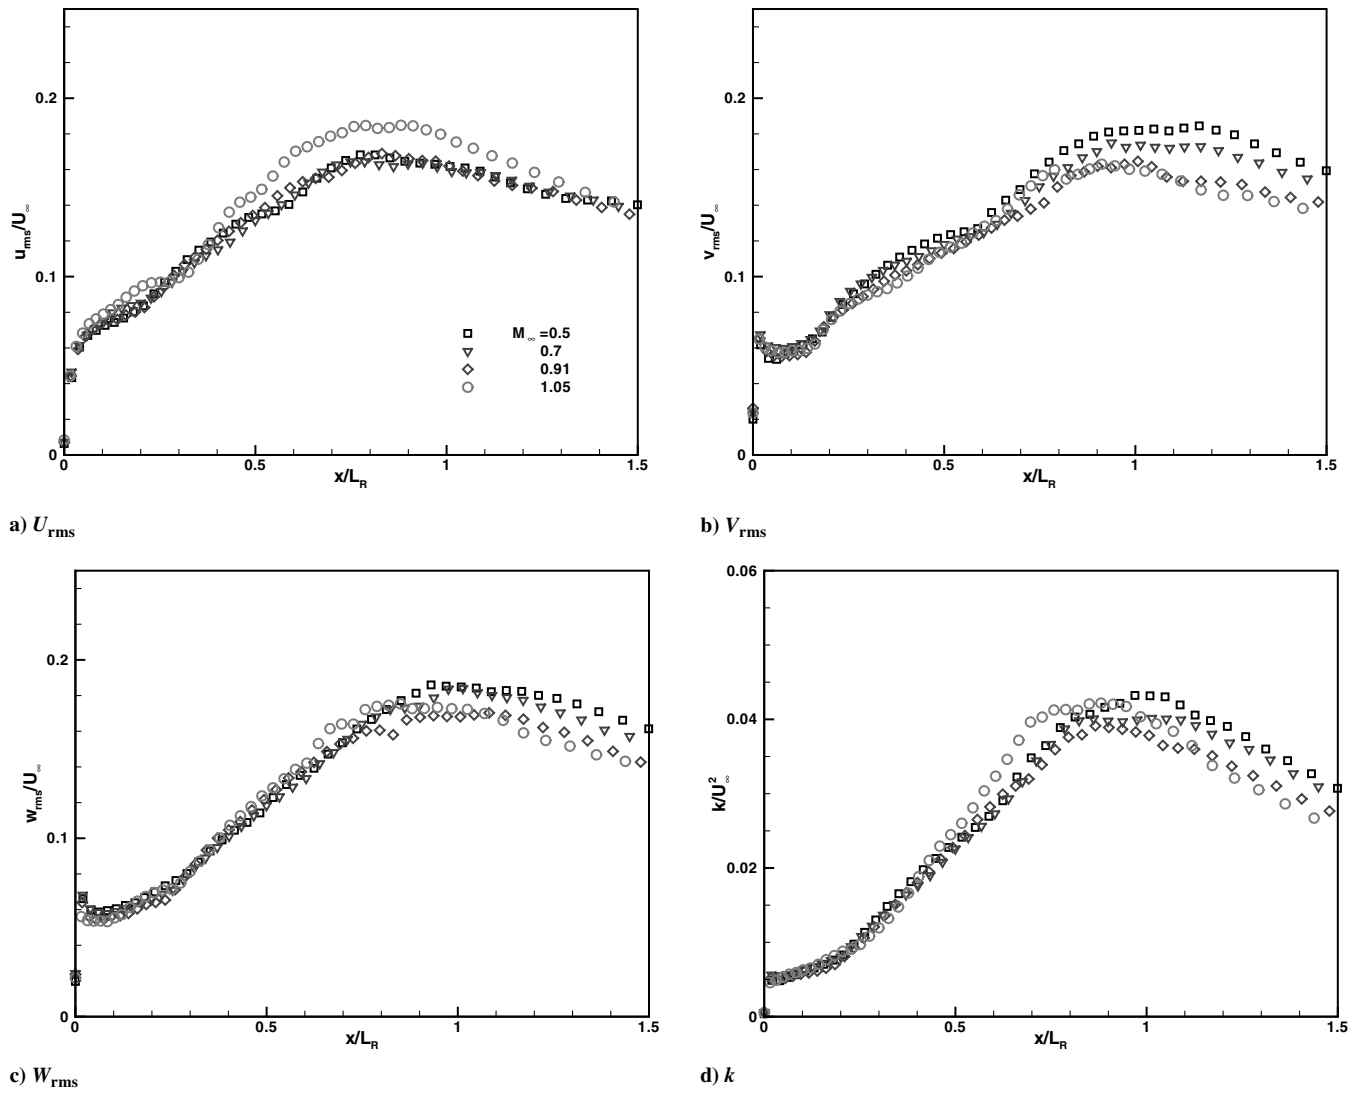 0.2
0.1
0
u_rms/U_∞
0
0.5
1
1.5
x/L_R
M_∞=0.5
0.7
0.91
1.05
a) U_rms
0.2
0.1
0
v_rms/U_∞
0
0.5
1
1.5
x/L_R
b) V_rms
0.2
0.1
0
w_rms/U_∞
0
0.5
1
1.5
x/L_R
c) W_rms
0.06
0.04
0.02
0
k/U²_∞
0
0.5
1
1.5
x/L_R
d) k